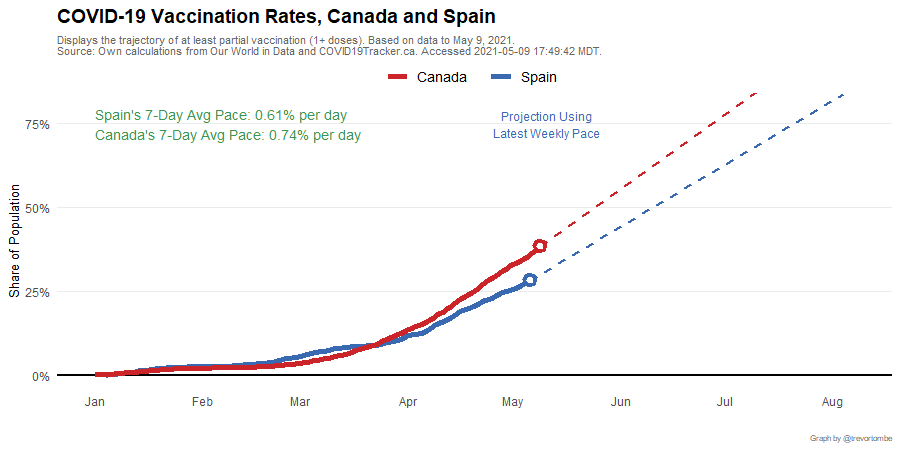 COVID-19 Vaccination Rates, Canada and Spain
Displays the trajectory of at least partial vaccination (1+ doses). Based on data to May 9, 2021.
Source: Own calculations from Our World in Data and COVID19Tracker.ca. Accessed 2021-05-09 17:49:42 MDT.
Canada Spain
Spain's 7-Day Avg Pace: 0.61% per day
Canada's 7-Day Avg Pace: 0.74% per day
Projection Using
Latest Weekly Pace
Share of Population
75%
50%
25%
0%
Jan Feb Mar Apr May Jun Jul Aug
Graph by @trevortombe